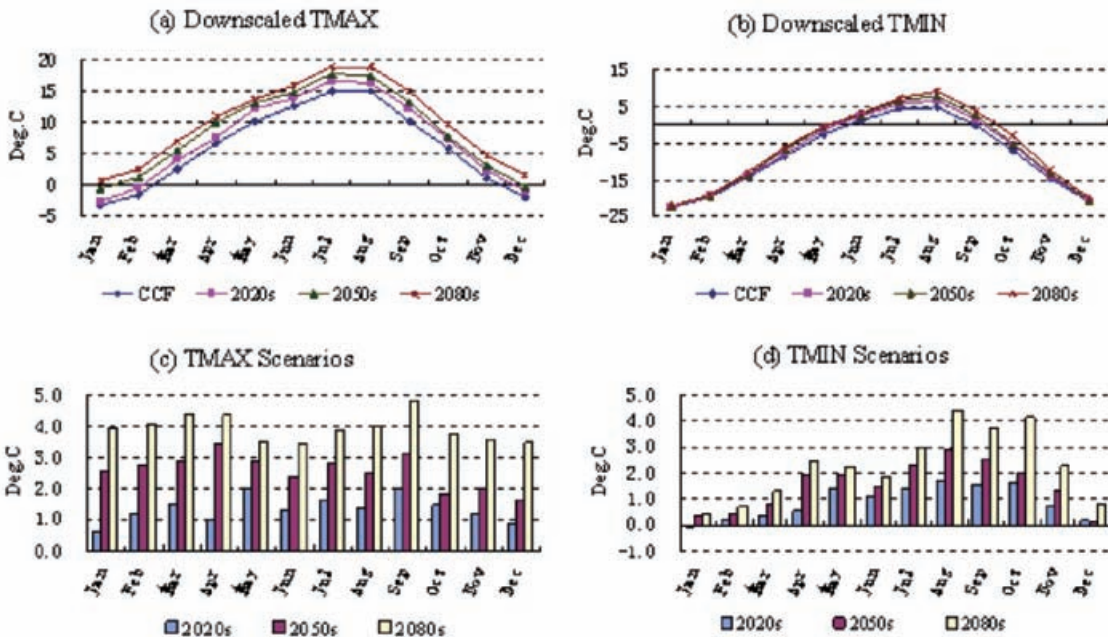 (a) Downscaled TMAX
20
15
10
5
0
-5
Deg.C
Jan Feb Mar Apr May Jun Jul Aug Sep Oct Nov Dec
CCF 2020s 2050s 2080s
(b) Downscaled TMIN
15
5
-5
-15
-25
Deg.C
Jan Feb Mar Apr May Jun Jul Aug Sep Oct Nov Dec
CCF 2020s 2050s 2080s
(c) TMAX Scenarios
5.0
4.0
3.0
2.0
1.0
0.0
Deg.C
Jan Feb Mar Apr May Jun Jul Aug Sep Oct Nov Dec
2020s 2050s 2080s
(d) TMIN Scenarios
5.0
4.0
3.0
2.0
1.0
0.0
-1.0
Deg.C
Jan Feb Mar Apr May Jun Jul Aug Sep Oct Nov Dec
2020s 2050s 2080s